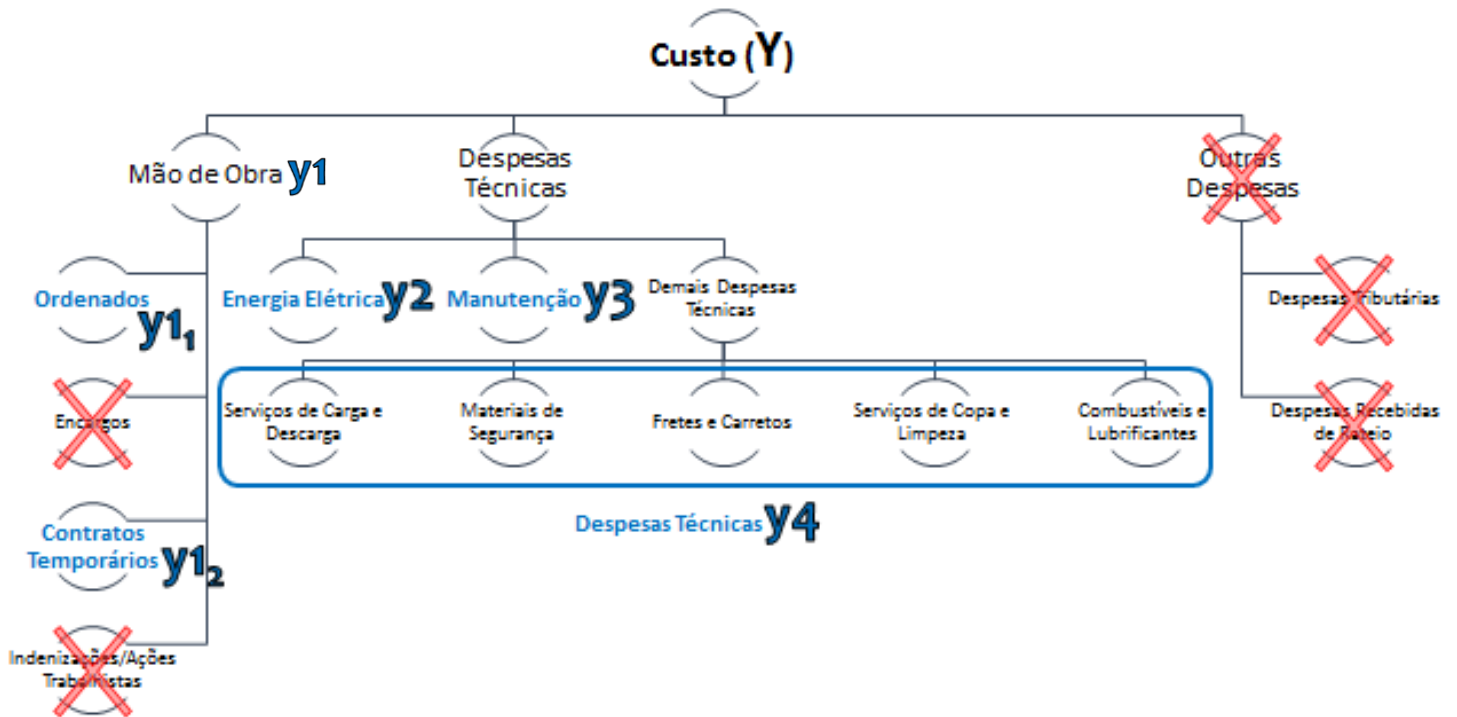 Custo (Y)
Mão de Obra y1
Despesas
Técnicas
Outras
Despesas
Ordenados
y1₁
Energia Elétrica y2
Manutenção y3
Demais Despesas
Técnicas
Despesas Tributárias
Encargos
Serviços de Carga e
Descarga
Materiais de
Segurança
Fretes e Carretos
Serviços de Copa e
Limpeza
Combustíveis e
Lubrificantes
Despesas Recebidas
de Rateio
Contratos
Temporários y1₂
Despesas Técnicas y4
Indenizações/Ações
Trabalhistas